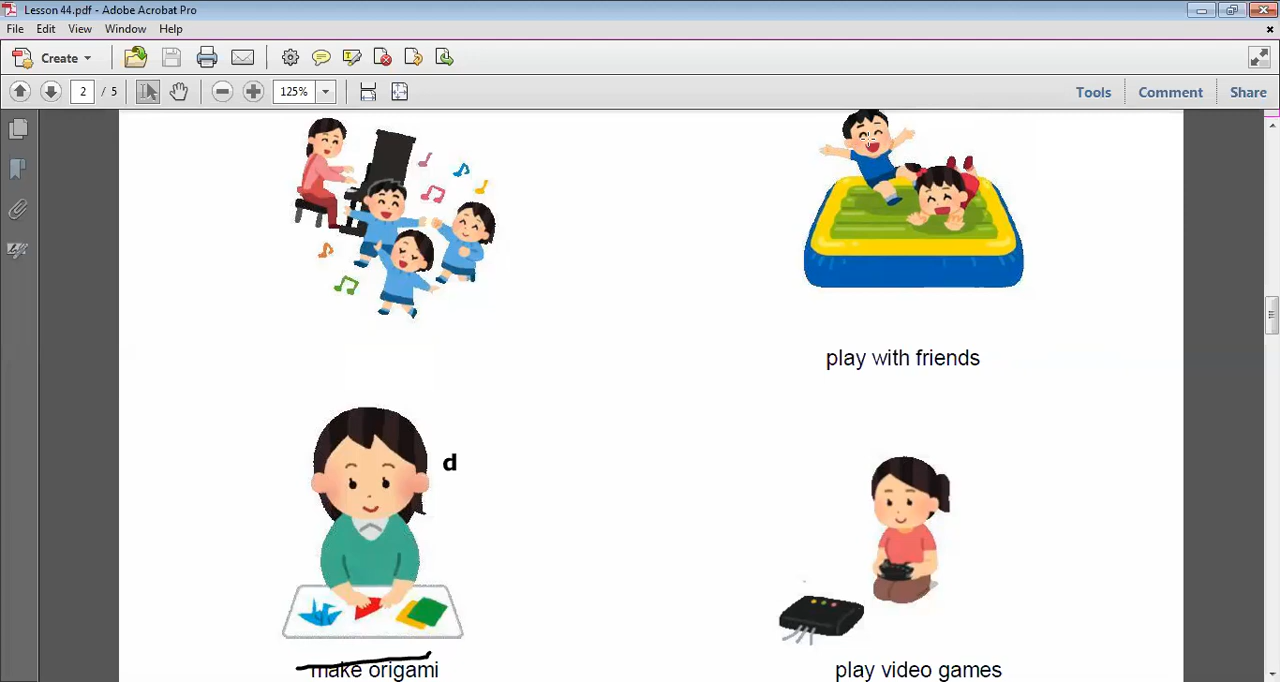 Lesson 44.pdf - Adobe Acrobat Pro
File Edit View Window Help
Create
2 / 5 125% Tools Comment Share
play with friends
d
make origami
play video games